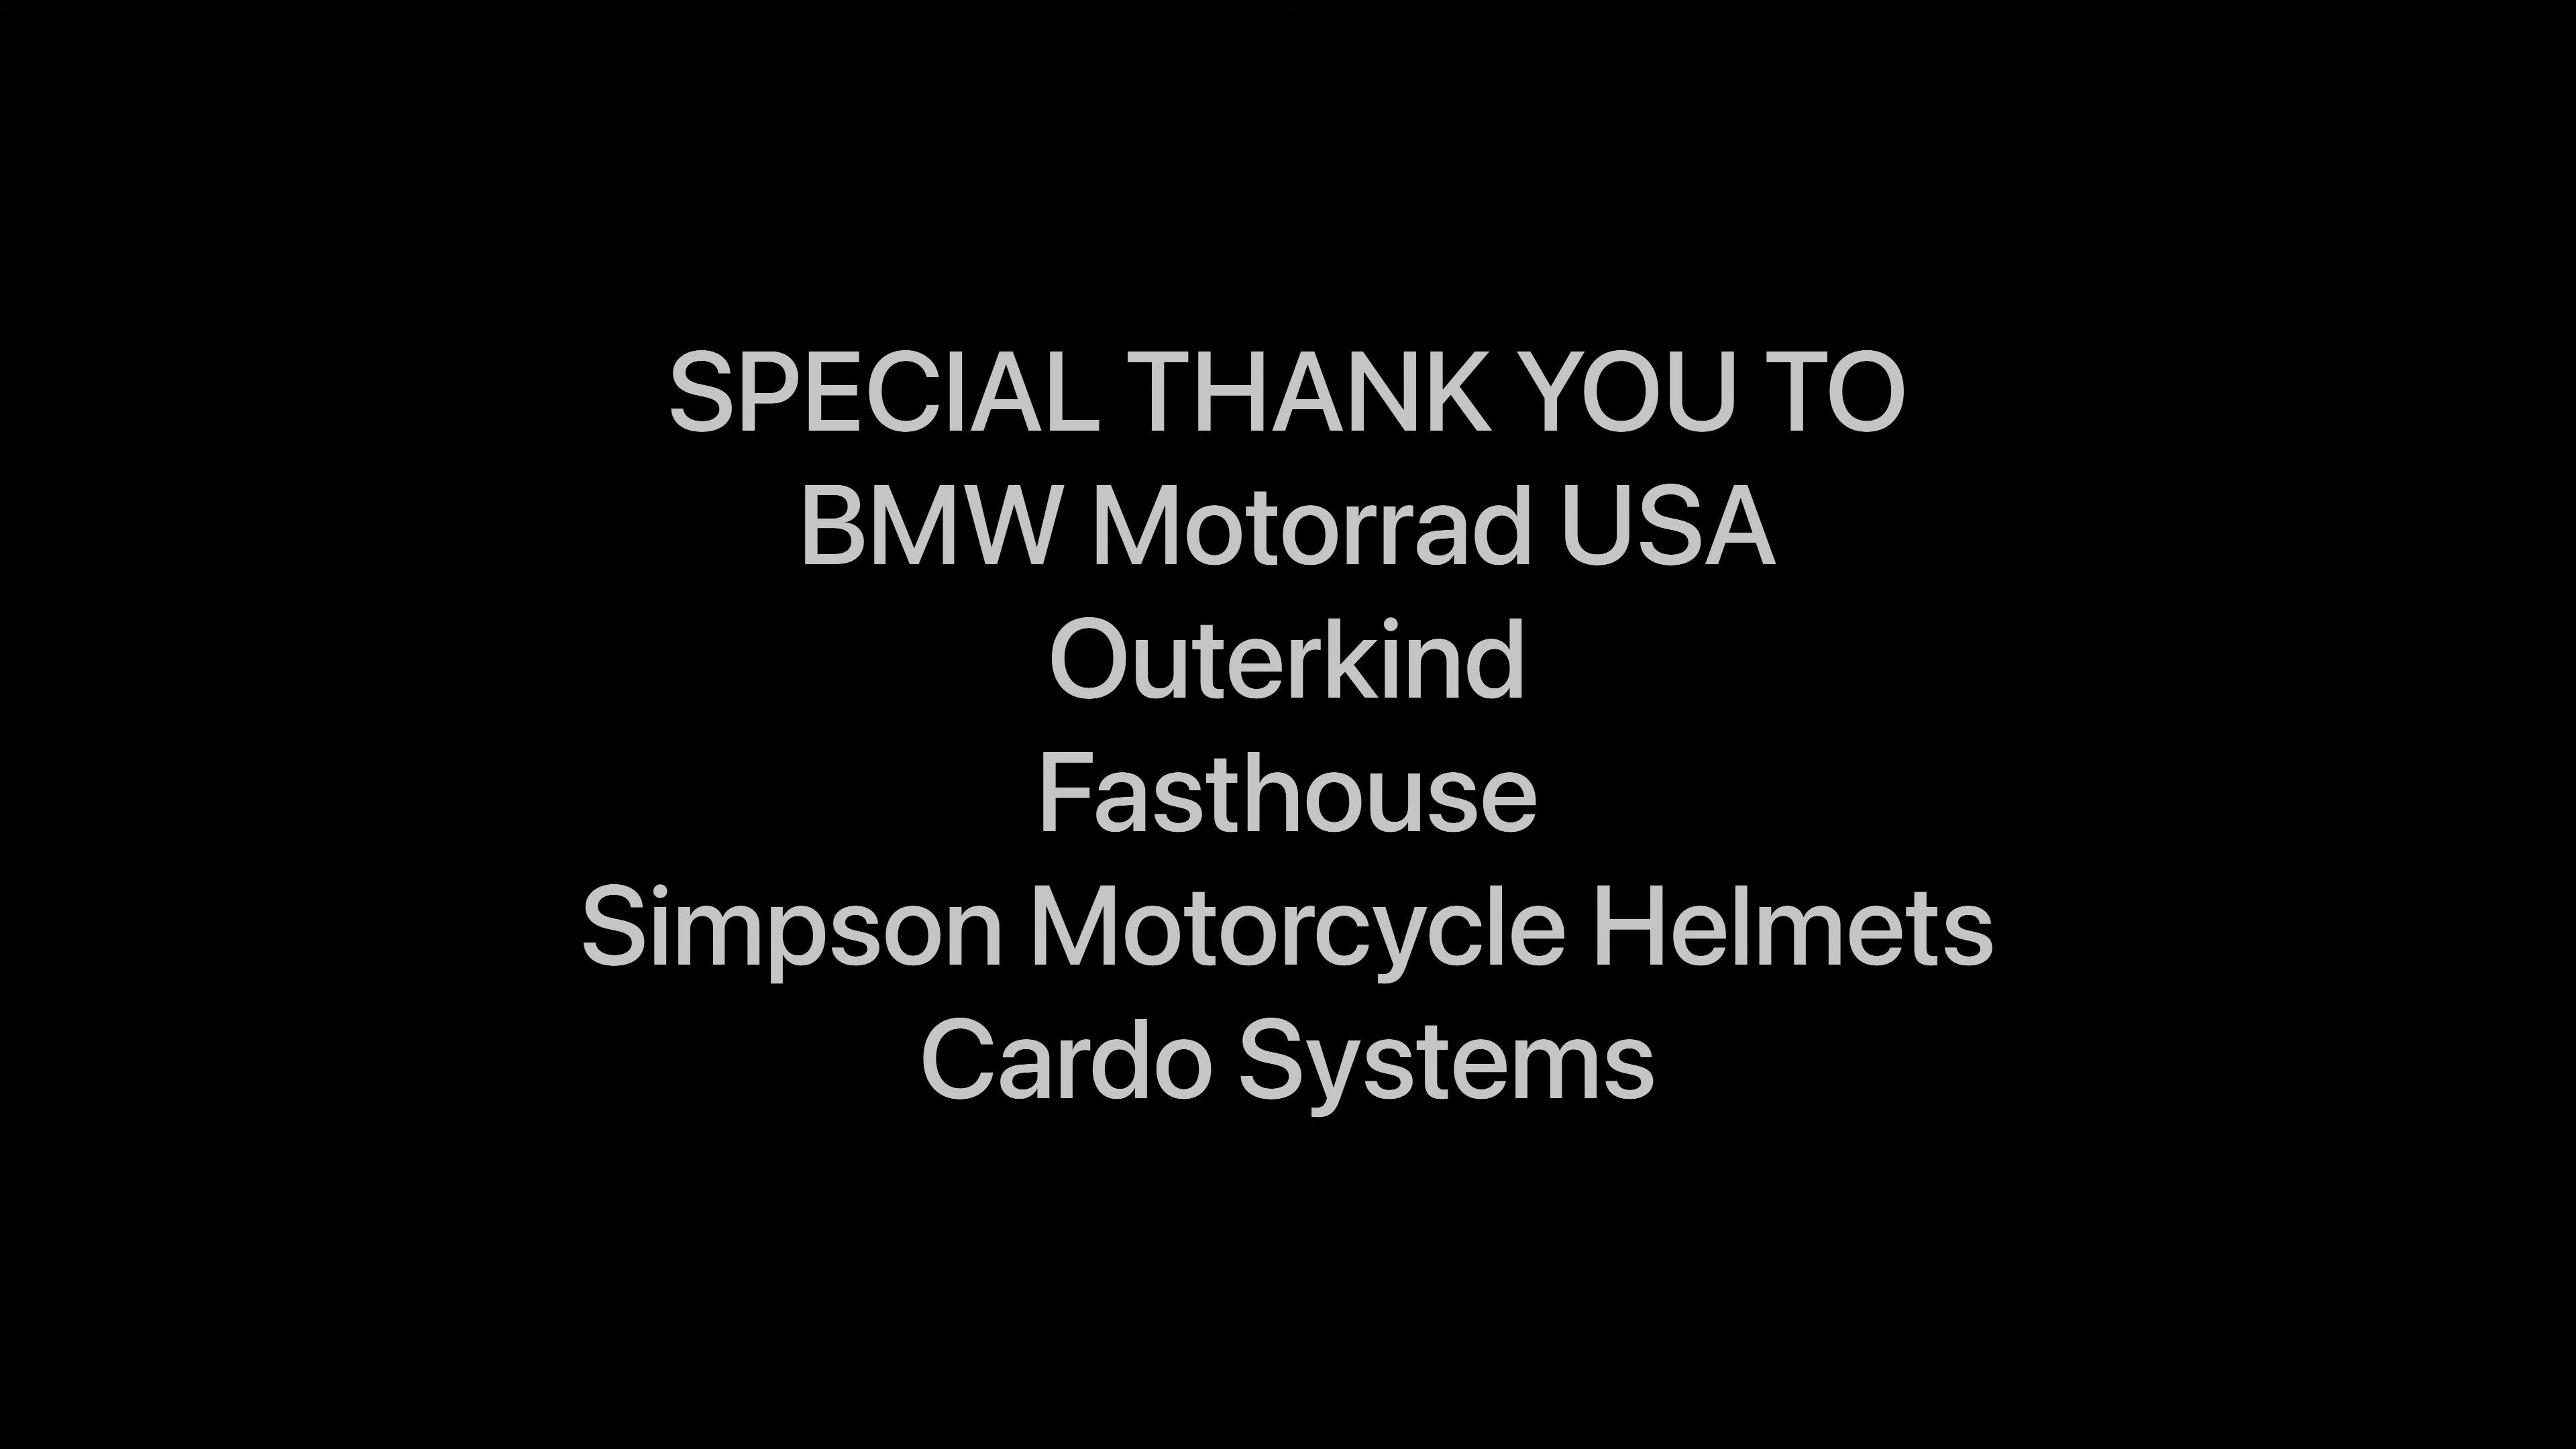 SPECIAL THANK YOU TO
BMW Motorrad USA
Outerkind
Fasthouse
Simpson Motorcycle Helmets
Cardo Systems